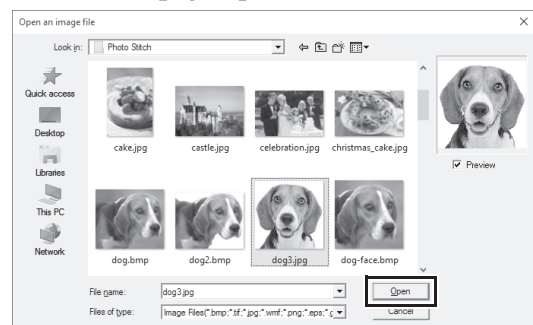 Open an image file
Look in: Photo Stitch
Quick access
Desktop
Libraries
This PC
Network
cake.jpg castle.jpg celebration.jpg christmas_cake.jpg
Preview
dog.bmp dog2.bmp dog3.jpg dog-face.bmp
File name: dog3.jpg Open
Files of type: Image Files(*.bmp;*.tif;*.jpg;*.wmf;*.png;*.eps;*.g Cancel